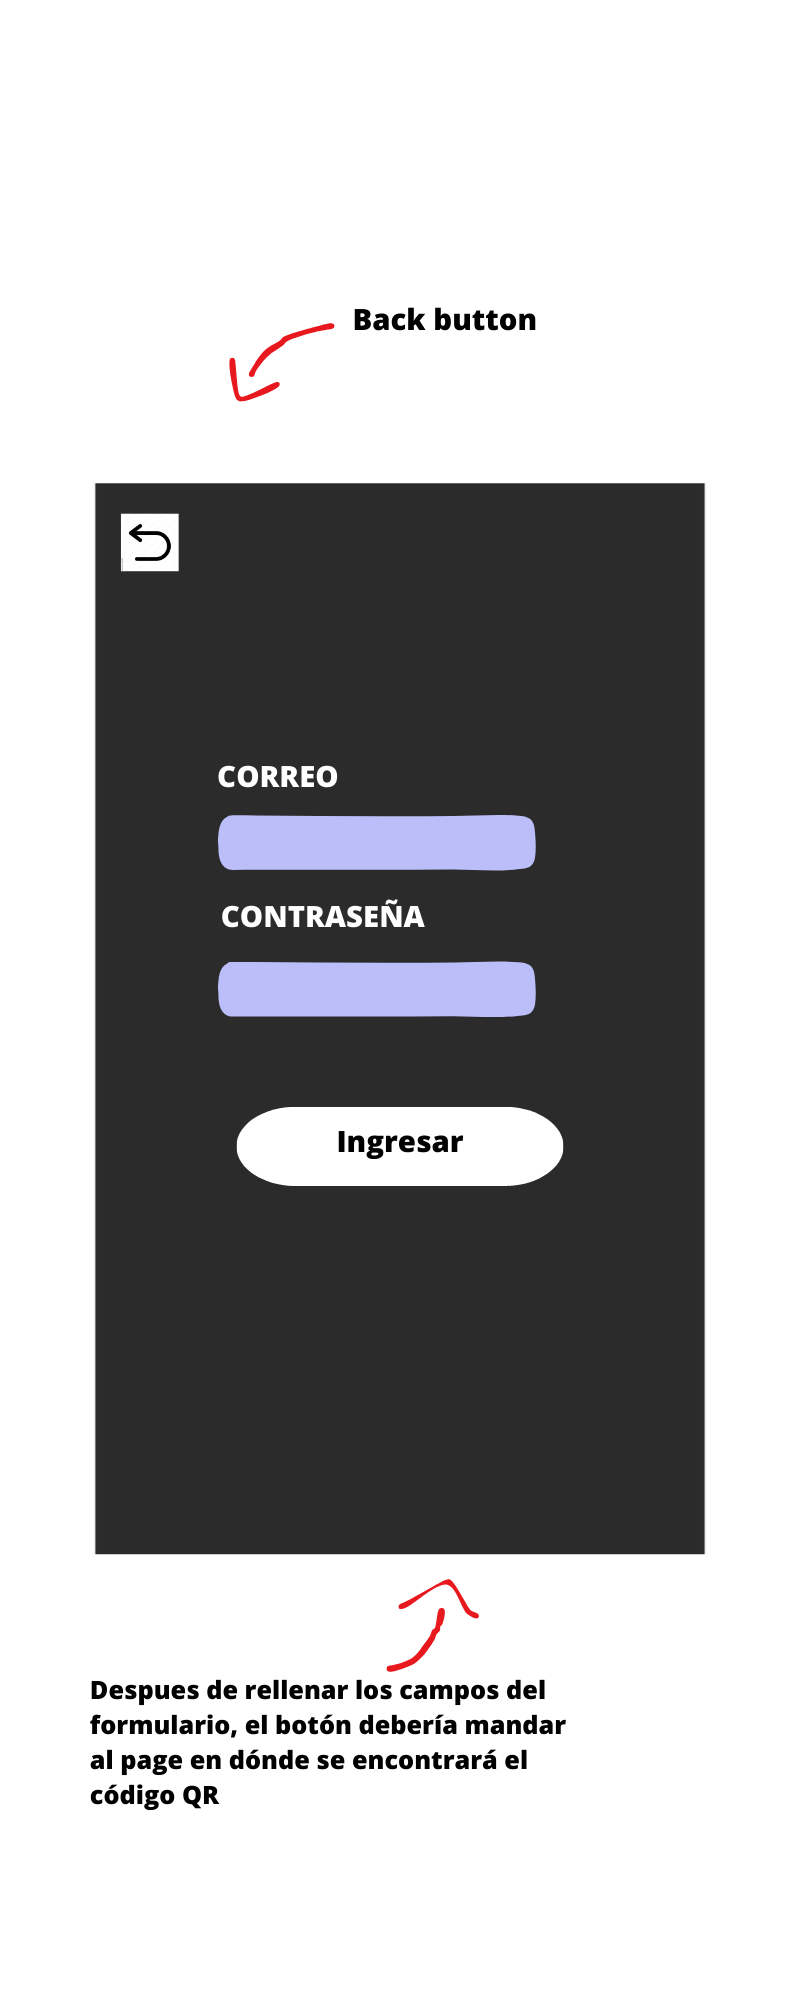 Back button
CORREO
CONTRASEÑA
Ingresar
Despues de rellenar los campos del
formulario, el botón debería mandar
al page en dónde se encontrará el
código QR